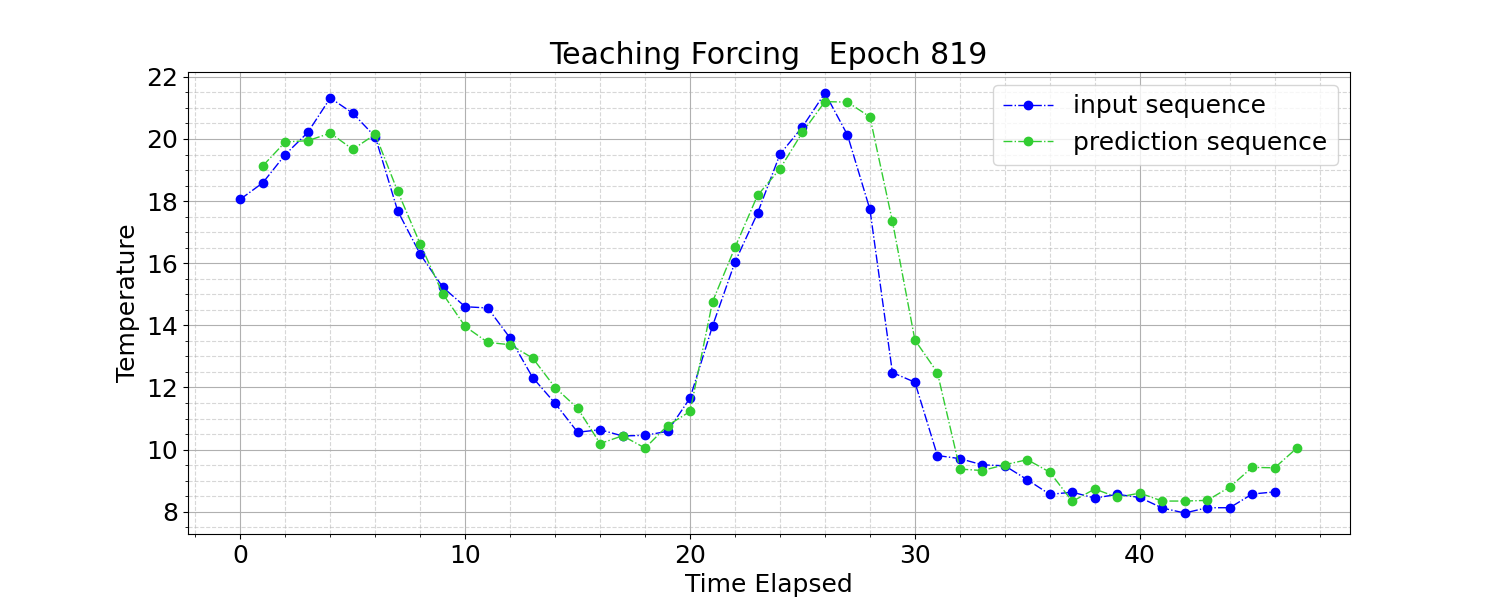 Teaching Forcing   Epoch 819
22
20
18
16
14
12
10
8
Temperature
input sequence
prediction sequence
0 10 20 30 40
Time Elapsed